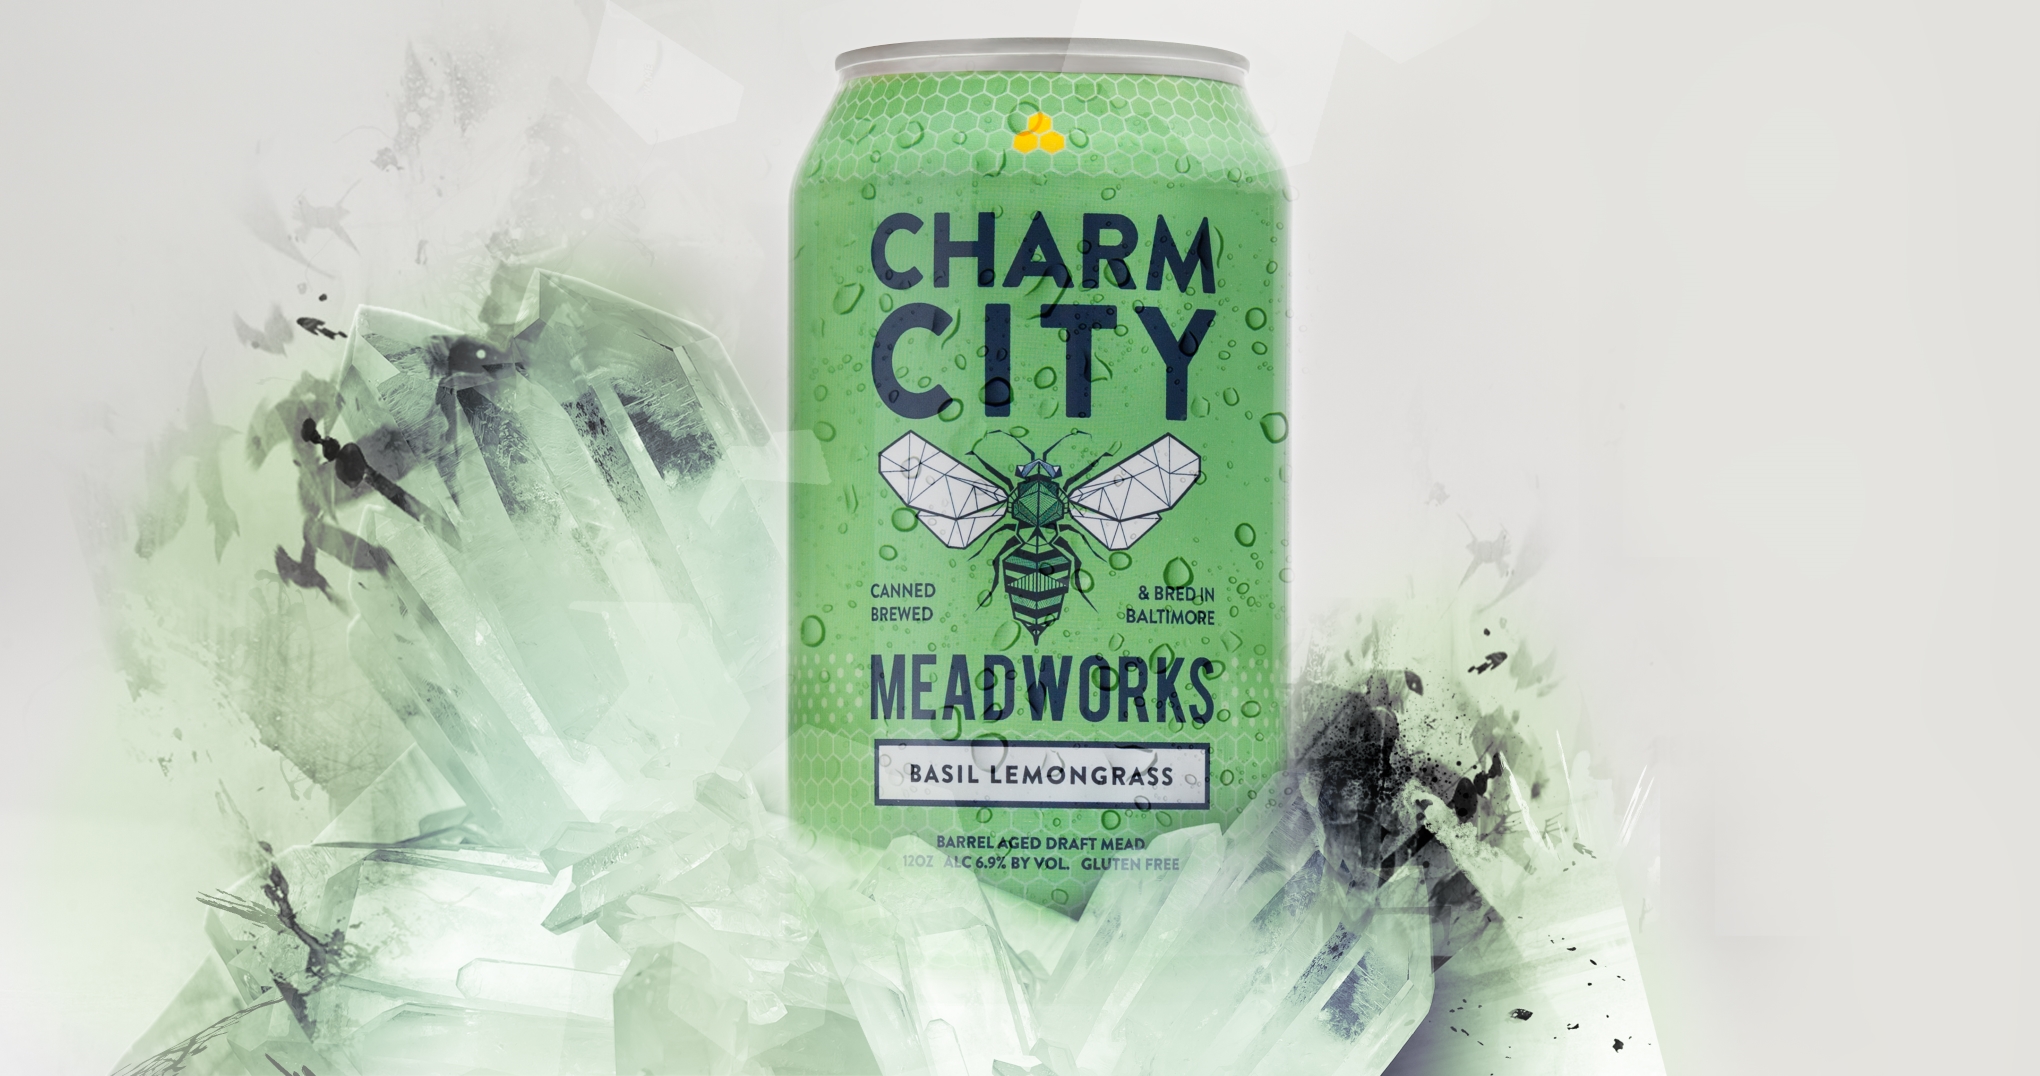 CHARM
CITY
CANNED & BRED IN
BREWED BALTIMORE
MEADWORKS
BASIL LEMONGRASS
BARREL AGED DRAFT MEAD
12OZ ALC 6.9% BY VOL. GLUTEN FREE